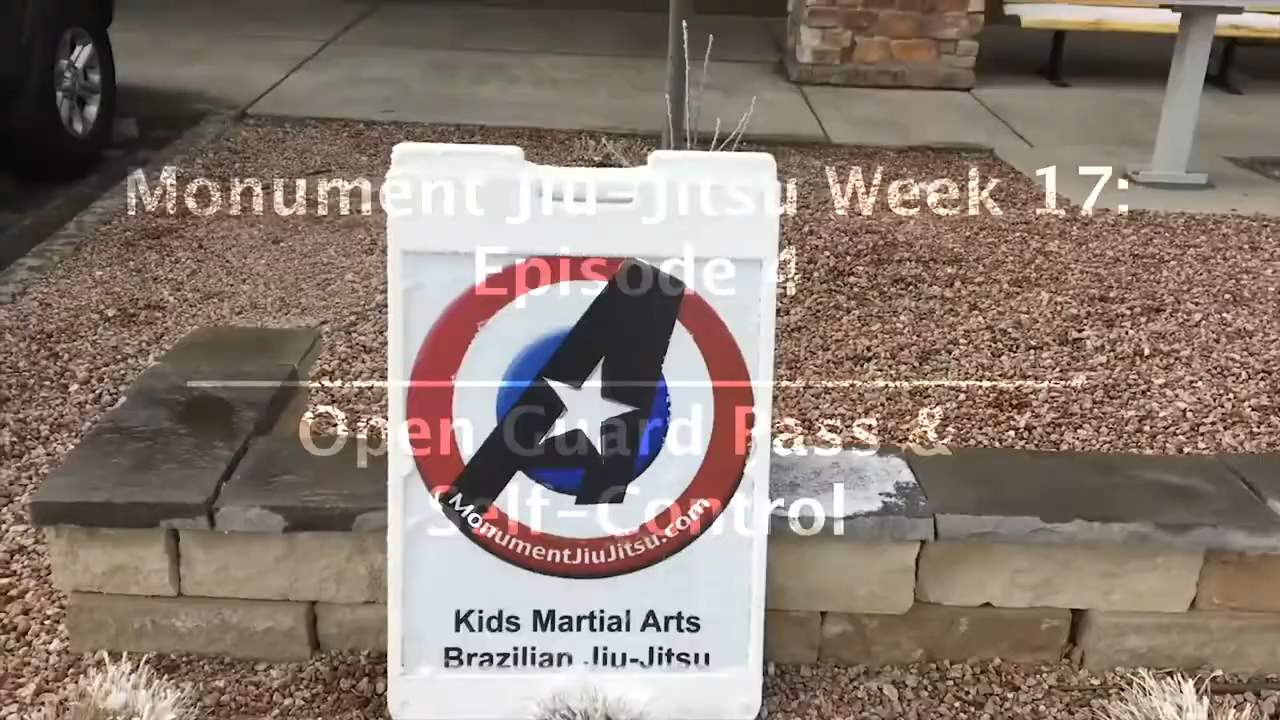 Monument Jiu-Jitsu Week 17:
Episode 4
Open Guard Pass &
Self-Control
MonumentJiuJitsu.com
Kids Martial Arts
Brazilian Jiu-Jitsu